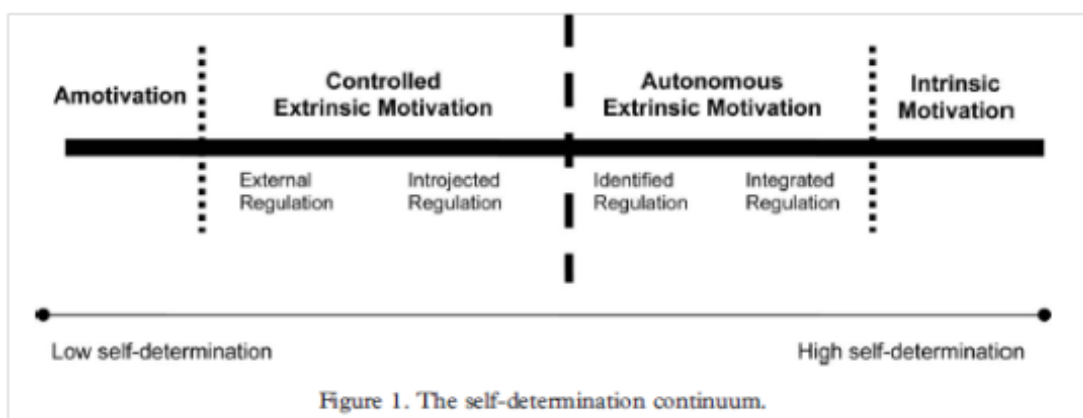 Amotivation
Controlled
Extrinsic Motivation
Autonomous
Extrinsic Motivation
Intrinsic
Motivation
External
Regulation
Introjected
Regulation
Identified
Regulation
Integrated
Regulation
Low self-determination
High self-determination
Figure 1. The self-determination continuum.